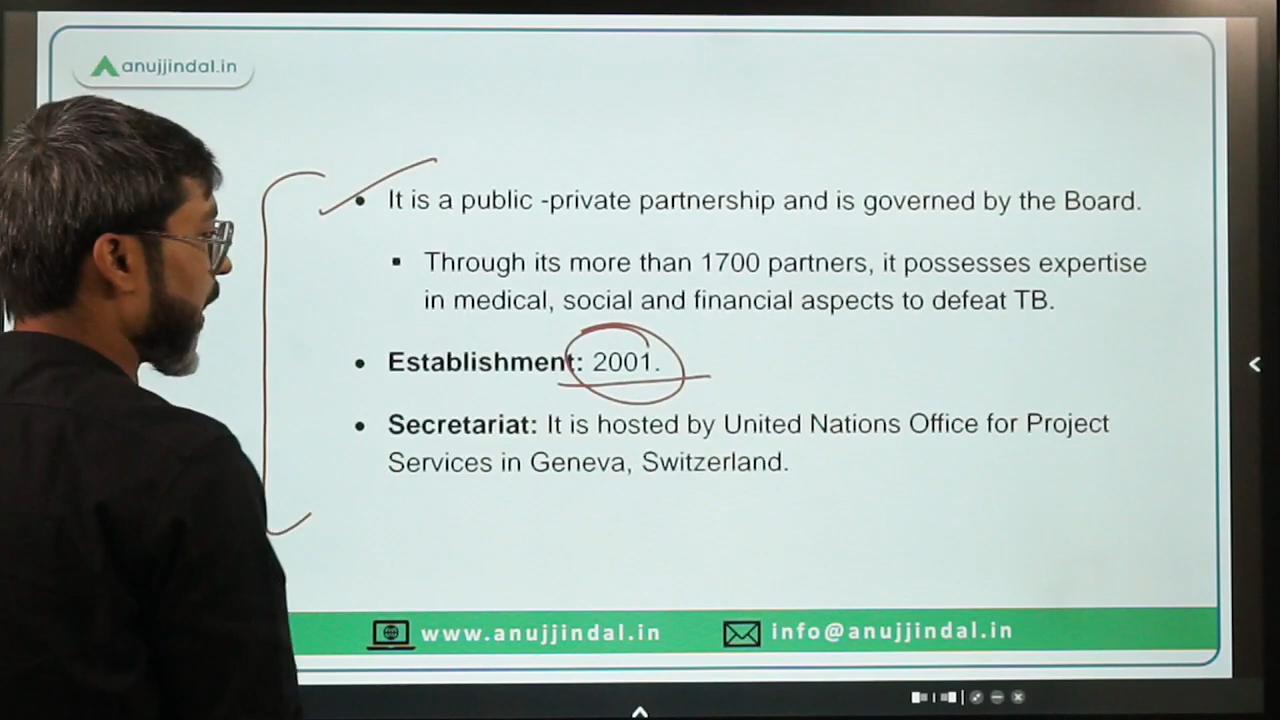 anujjindal.in
It is a public -private partnership and is governed by the Board.
Through its more than 1700 partners, it possesses expertise
in medical, social and financial aspects to defeat TB.
Establishment: 2001.
Secretariat: It is hosted by United Nations Office for Project
Services in Geneva, Switzerland.
www.anujjindal.in
info@anujjindal.in